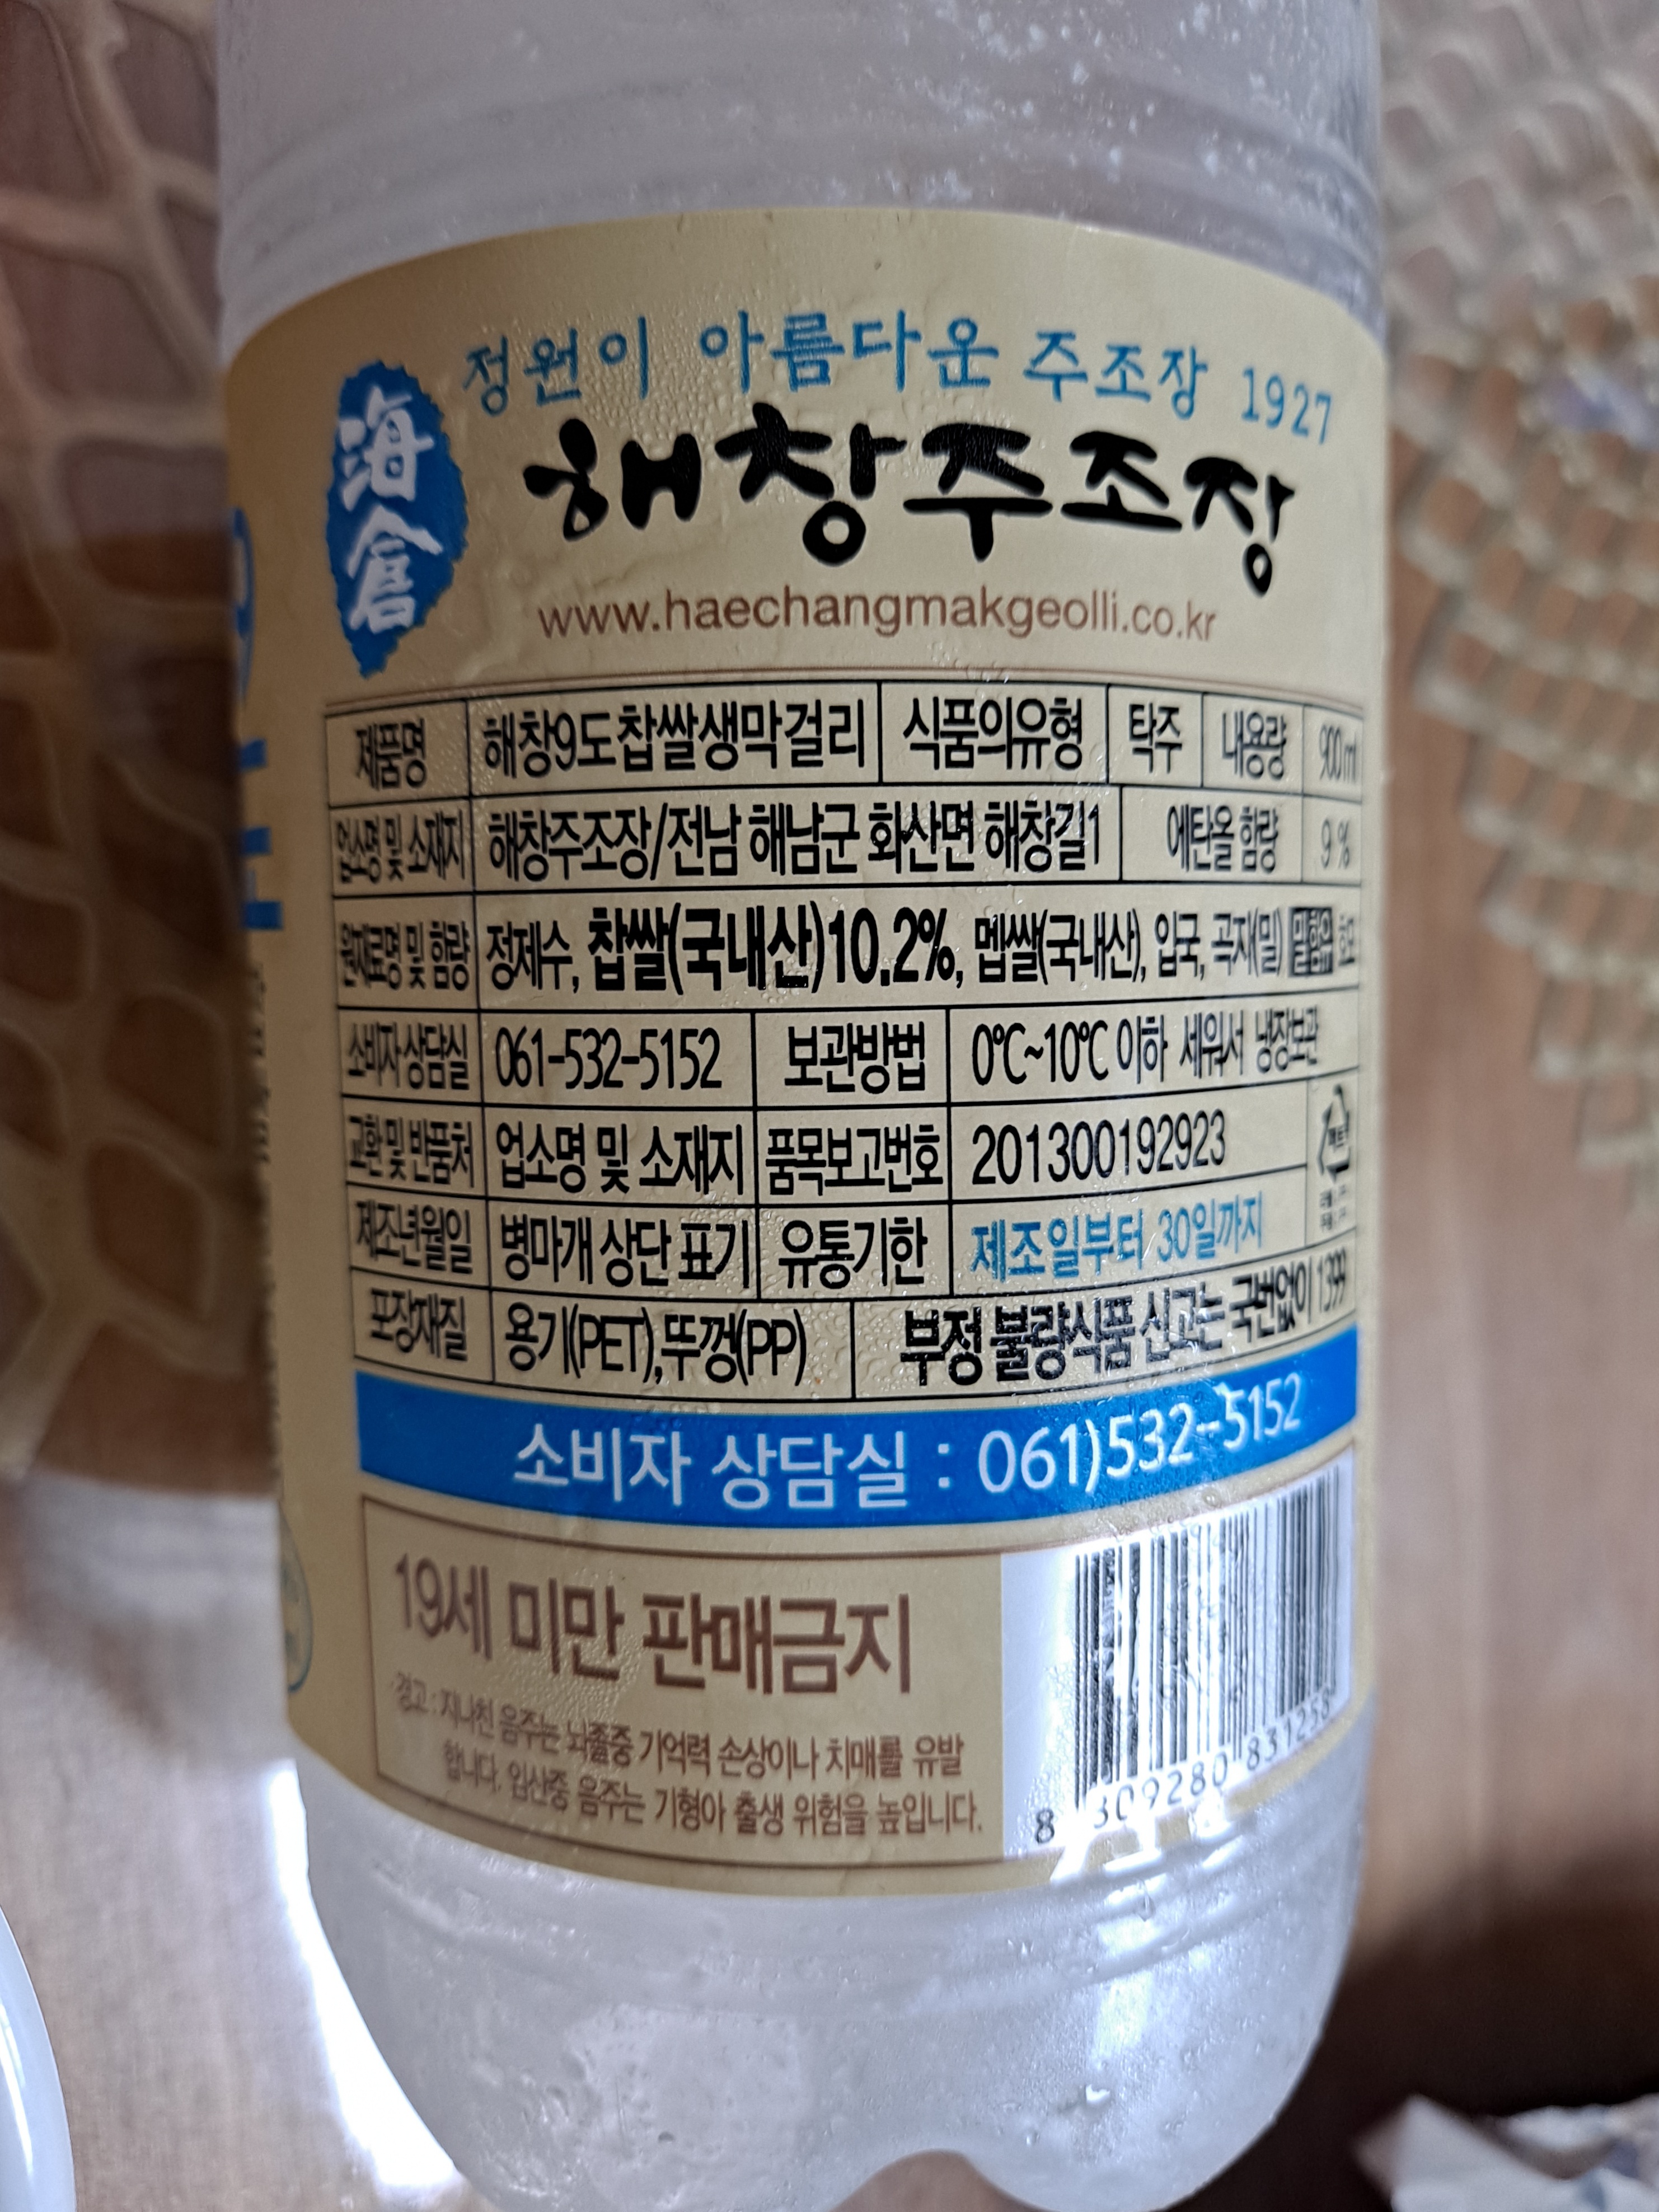 정원이 아름다운 주조장 1927
海倉
해창주조장
www.haechangmakgeolli.co.kr
제품명 해창9도찹쌀생막걸리 식품의유형 탁주 내용량 900ml
업소명 및 소재지 해창주조장/전남 해남군 화산면 해창길1 에탄올 함량 9%
원재료명 및 함량 정제수, 찹쌀(국내산)10.2%, 멥쌀(국내산), 입국, 곡자(밀) 밀함유 효모
소비자상담실 061-532-5152 보관방법 0℃~10℃ 이하 세워서 냉장보관
교환 및 반품처 업소명 및 소재지 품목보고번호 201300192923
제조년월일 병마개 상단 표기 유통기한 제조일부터 30일까지
포장재질 용기(PET),뚜껑(PP) 부정 불량식품 신고는 국번없이 1399
소비자 상담실 : 061)532-5152
19세 미만 판매금지
경고 : 지나친 음주는 뇌졸중 기억력 손상이나 치매를 유발
합니다. 임신중 음주는 기형아 출생 위험을 높입니다.
8 809280 831258